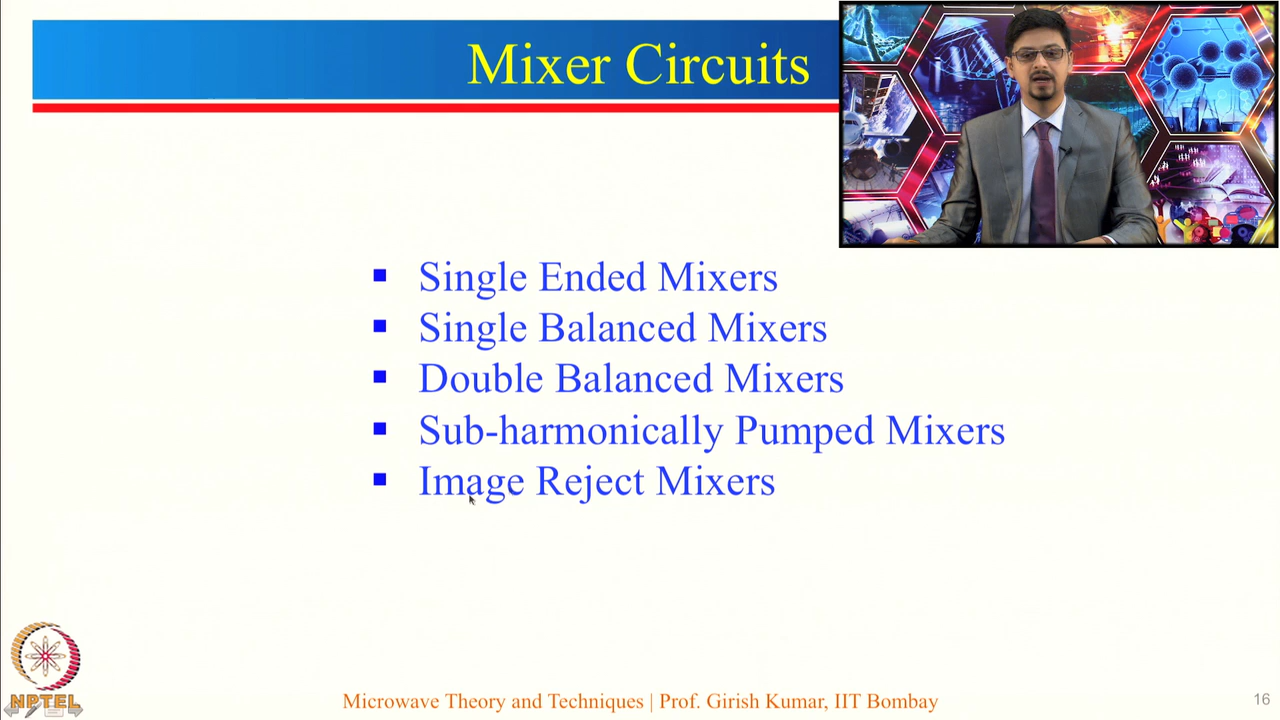 Mixer Circuits
▪ Single Ended Mixers
▪ Single Balanced Mixers
▪ Double Balanced Mixers
▪ Sub-harmonically Pumped Mixers
▪ Image Reject Mixers
NPTEL
Microwave Theory and Techniques | Prof. Girish Kumar, IIT Bombay
16